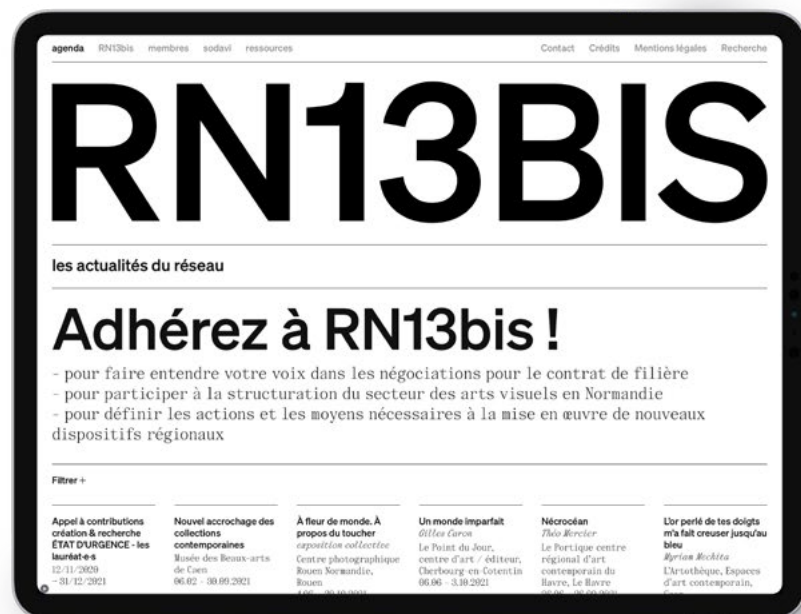 agenda RN13bis membres sodavi ressources Contact Crédits Mentions légales Recherche
RN13BIS
les actualités du réseau
Adhérez à RN13bis !
- pour faire entendre votre voix dans les négociations pour le contrat de filière
- pour participer à la structuration du secteur des arts visuels en Normandie
- pour définir les actions et les moyens nécessaires à la mise en œuvre de nouveaux
dispositifs régionaux
Filtrer +
Appel à contributions
création & recherche
ÉTAT D'URGENCE - les
lauréat·e·s
12/11/2020
- 31/12/2021
Nouvel accrochage des
collections
contemporaines
Musée des Beaux-arts
de Caen
06.02 - 30.09.2021
À fleur de monde. À
propos du toucher
exposition collective
Centre photographique
Rouen Normandie,
Rouen
Un monde imparfait
Gilles Caron
Le Point du Jour,
centre d'art / éditeur,
Cherbourg-en-Cotentin
06.06 - 3.10.2021
Nécrocéan
Théo Mercier
Le Portique centre
régional d'art
contemporain du
Havre, Le Havre
L'or perlé de tes doigts
m'a fait creuser jusqu'au
bleu
Myriam Mechita
L'Artothèque, Espaces
d'art contemporain,